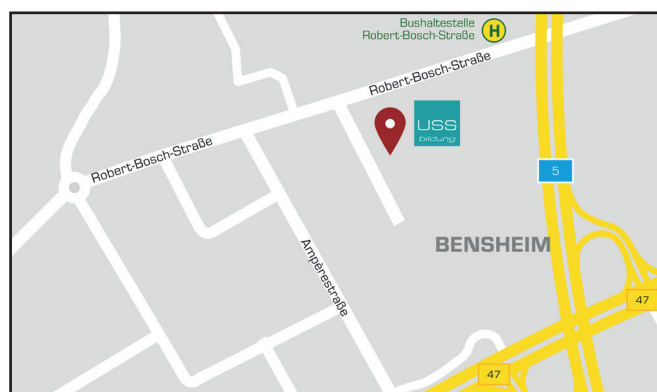 Bushaltestelle
Robert-Bosch-Straße
H
Robert-Bosch-Straße
USS
bildung
Robert-Bosch-Straße
5
BENSHEIM
Ampèrestraße
47
47